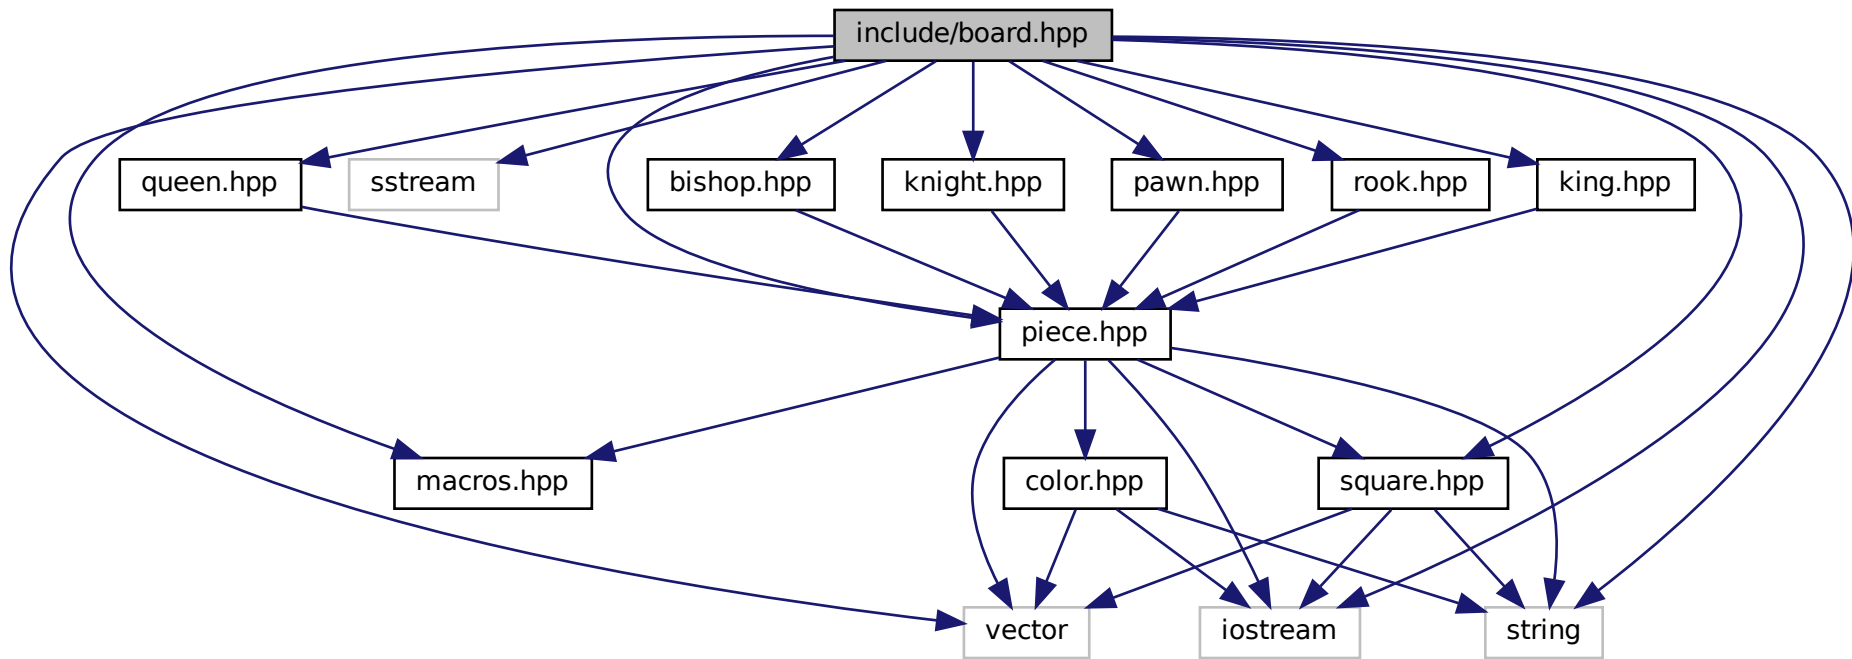 include/board.hpp
queen.hpp
sstream
bishop.hpp
knight.hpp
pawn.hpp
rook.hpp
king.hpp
piece.hpp
macros.hpp
color.hpp
square.hpp
vector
iostream
string